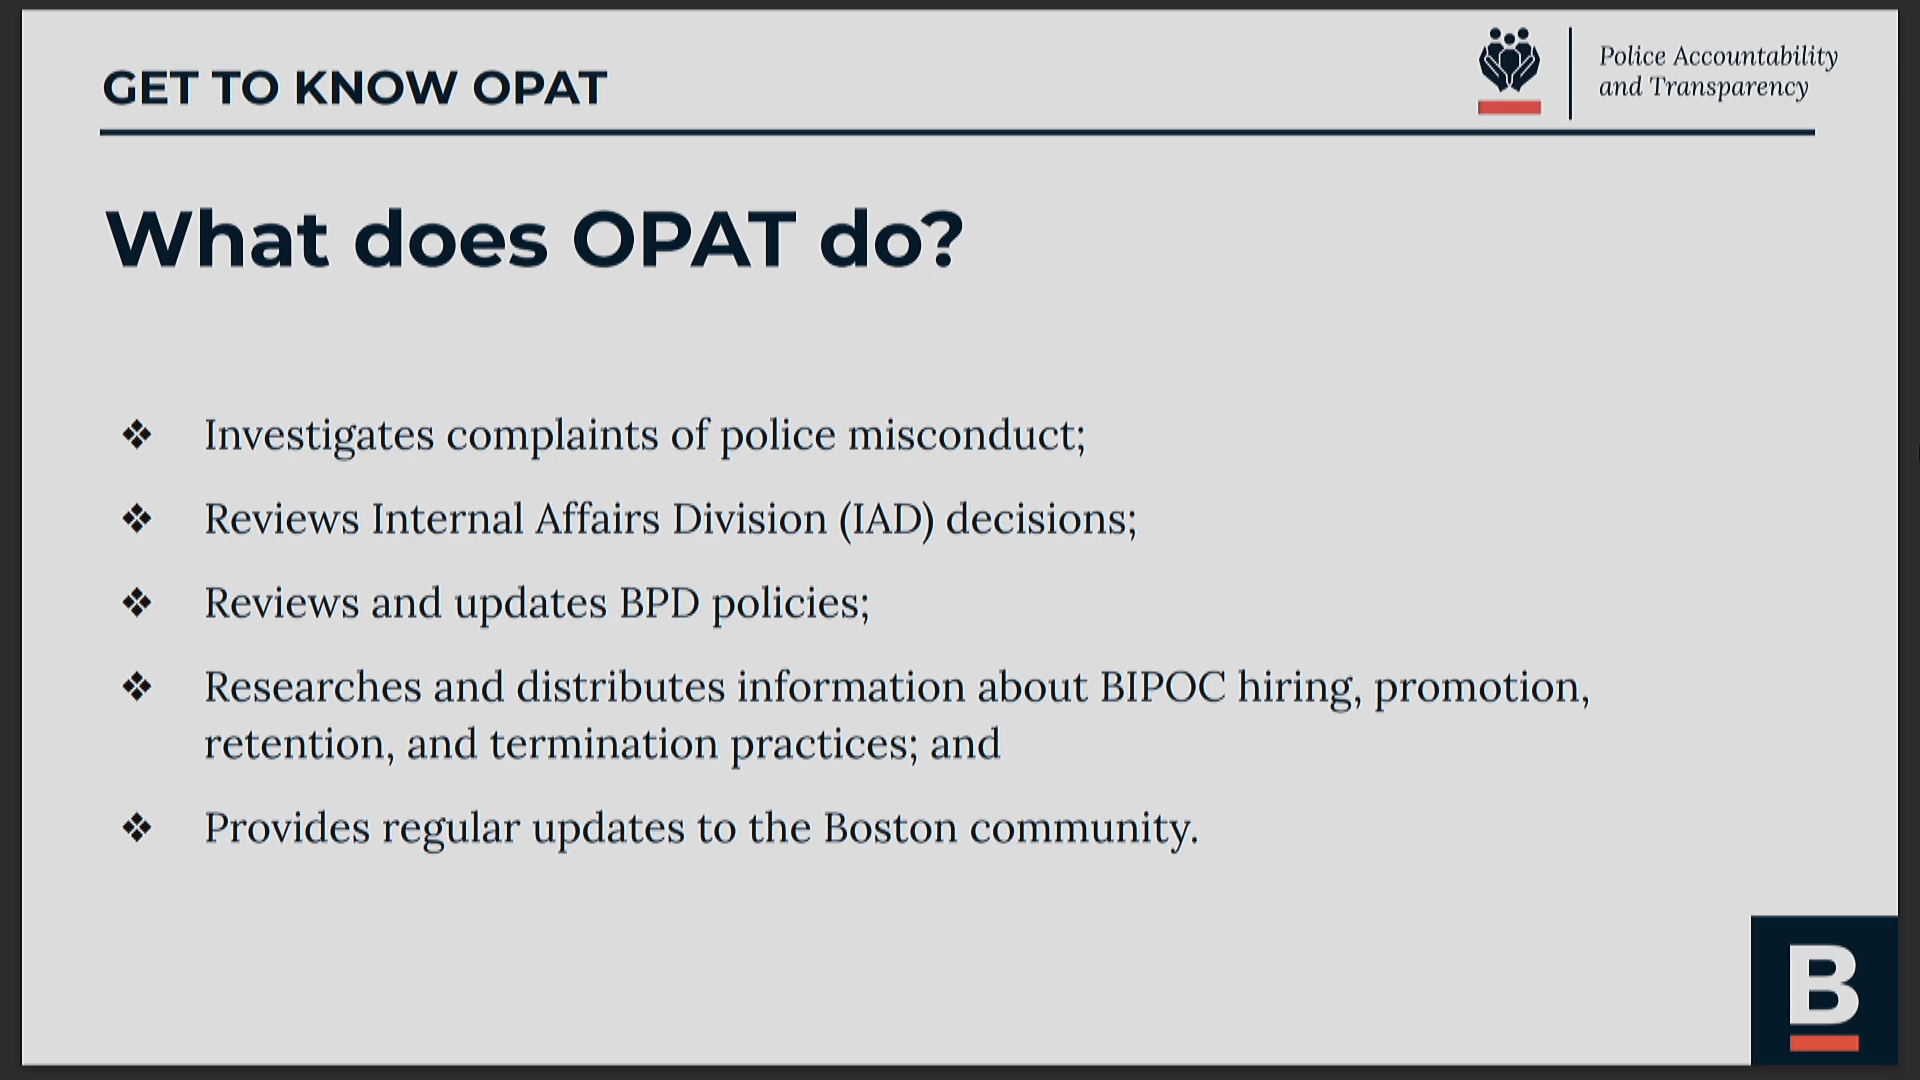 GET TO KNOW OPAT
Police Accountability
and Transparency
What does OPAT do?
❖ Investigates complaints of police misconduct;
❖ Reviews Internal Affairs Division (IAD) decisions;
❖ Reviews and updates BPD policies;
❖ Researches and distributes information about BIPOC hiring, promotion,
retention, and termination practices; and
❖ Provides regular updates to the Boston community.
B